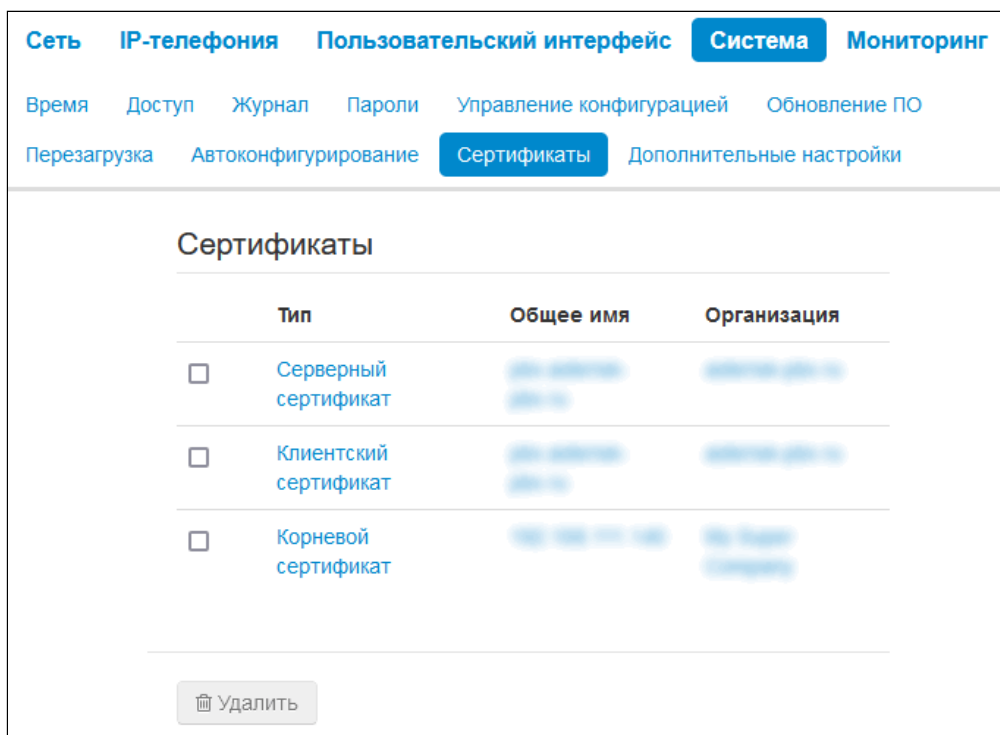 Сеть IP-телефония Пользовательский интерфейс Система Мониторинг
Время Доступ Журнал Пароли Управление конфигурацией Обновление ПО
Перезагрузка Автоконфигурирование Сертификаты Дополнительные настройки
Сертификаты
Тип Общее имя Организация
Серверный
сертификат
Клиентский
сертификат
Корневой
сертификат
Удалить